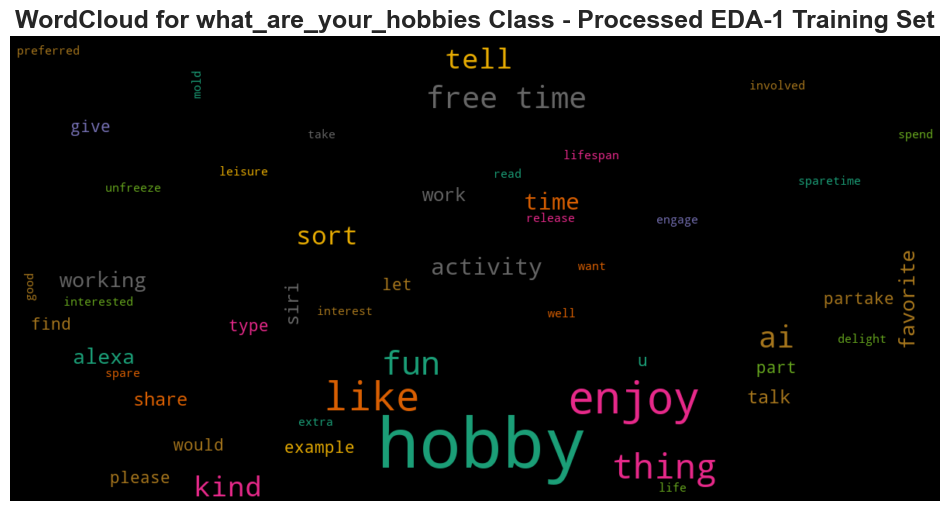 WordCloud for what_are_your_hobbies Class - Processed EDA-1 Training Set
preferred
tell
mold
involved
free time
give
take
spend
lifespan
leisure
read
sparetime
unfreeze
work
time
release
engage
sort
activity
want
working
good
let
favorite
interested
siri
interest
partake
well
find
type
ai
delight
alexa
fun
u
part
spare
share
like
enjoy
talk
extra
hobby
would
example
thing
please
kind
life